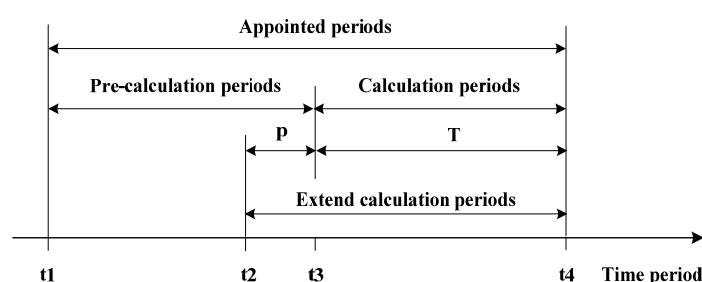 Appointed periods
Pre-calculation periods Calculation periods
p T
Extend calculation periods
t1 t2 t3 t4 Time period